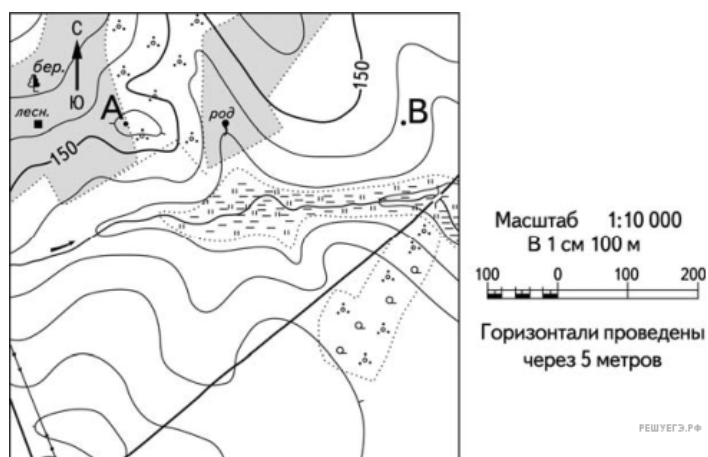 С
бер.
Ю
А
лесн.
род
В
150
150
150
Масштаб 1:10 000
В 1 см 100 м
100 0 100 200
Горизонтали проведены
через 5 метров
РЕШУЕГЭ.РФ